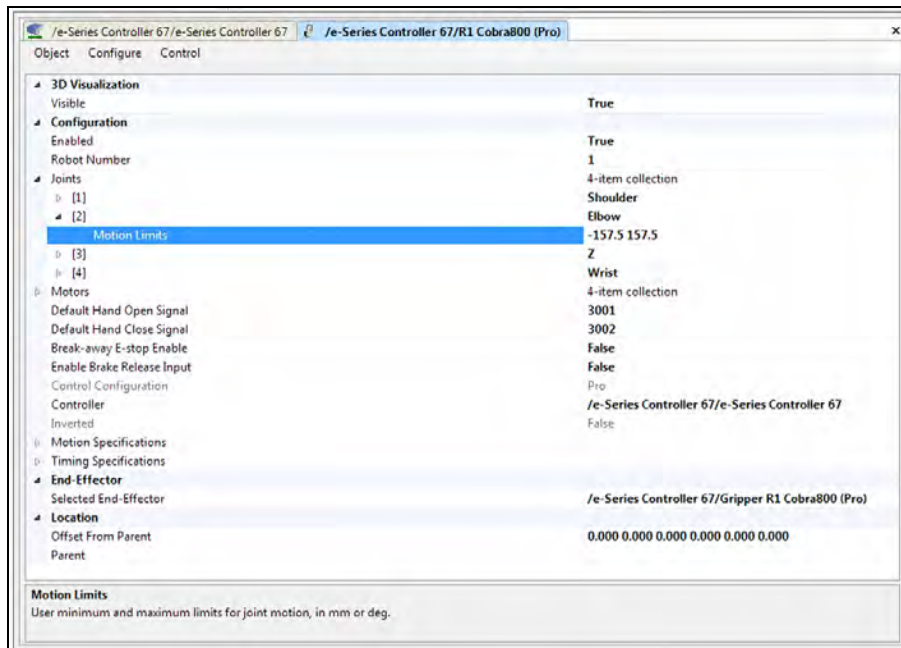 /e-Series Controller 67/e-Series Controller 67 /e-Series Controller 67/R1 Cobra800 (Pro) x
Object Configure Control
3D Visualization
Visible True
Configuration
Enabled True
Robot Number 1
Joints 4-item collection
[1] Shoulder
[2] Elbow
Motion Limits -157.5 157.5
[3] Z
[4] Wrist
Motors 4-item collection
Default Hand Open Signal 3001
Default Hand Close Signal 3002
Break-away E-stop Enable False
Enable Brake Release Input False
Control Configuration Pro
Controller /e-Series Controller 67/e-Series Controller 67
Inverted False
Motion Specifications
Timing Specifications
End-Effector
Selected End-Effector /e-Series Controller 67/Gripper R1 Cobra800 (Pro)
Location
Offset From Parent 0.000 0.000 0.000 0.000 0.000 0.000
Parent
Motion Limits
User minimum and maximum limits for joint motion, in mm or deg.